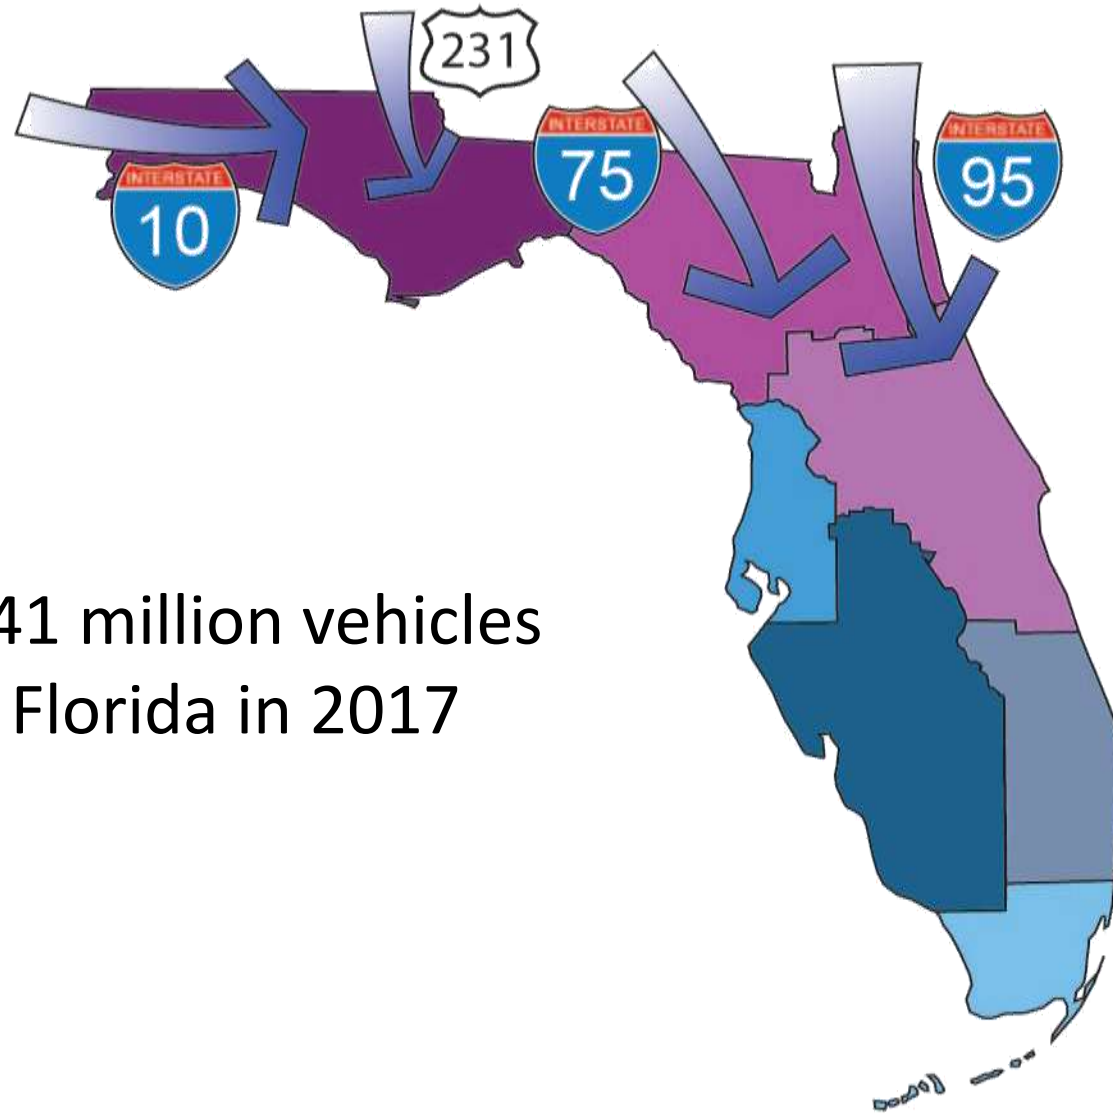 231
INTERSTATE
75
INTERSTATE
95
INTERSTATE
10
41 million vehicles
Florida in 2017